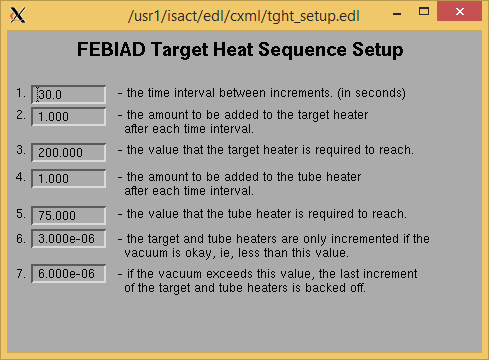 /usr1/isact/edl/cxml/tght_setup.edl
FEBIAD Target Heat Sequence Setup
1. 30.0 - the time interval between increments. (in seconds)
2. 1.000 - the amount to be added to the target heater
after each time interval.
3. 200.000 - the value that the target heater is required to reach.
4. 1.000 - the amount to be added to the tube heater
after each time interval.
5. 75.000 - the value that the tube heater is required to reach.
6. 3.000e-06 - the target and tube heaters are only incremented if the
vacuum is okay, ie, less than this value.
7. 6.000e-06 - if the vacuum exceeds this value, the last increment
of the target and tube heaters is backed off.